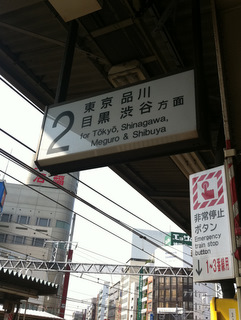 2
東京 品川
目黒 渋谷 方面
for Tōkyō, Shinagawa,
Meguro & Shibuya
非常停止
ボタン
Emergency
train stop
button